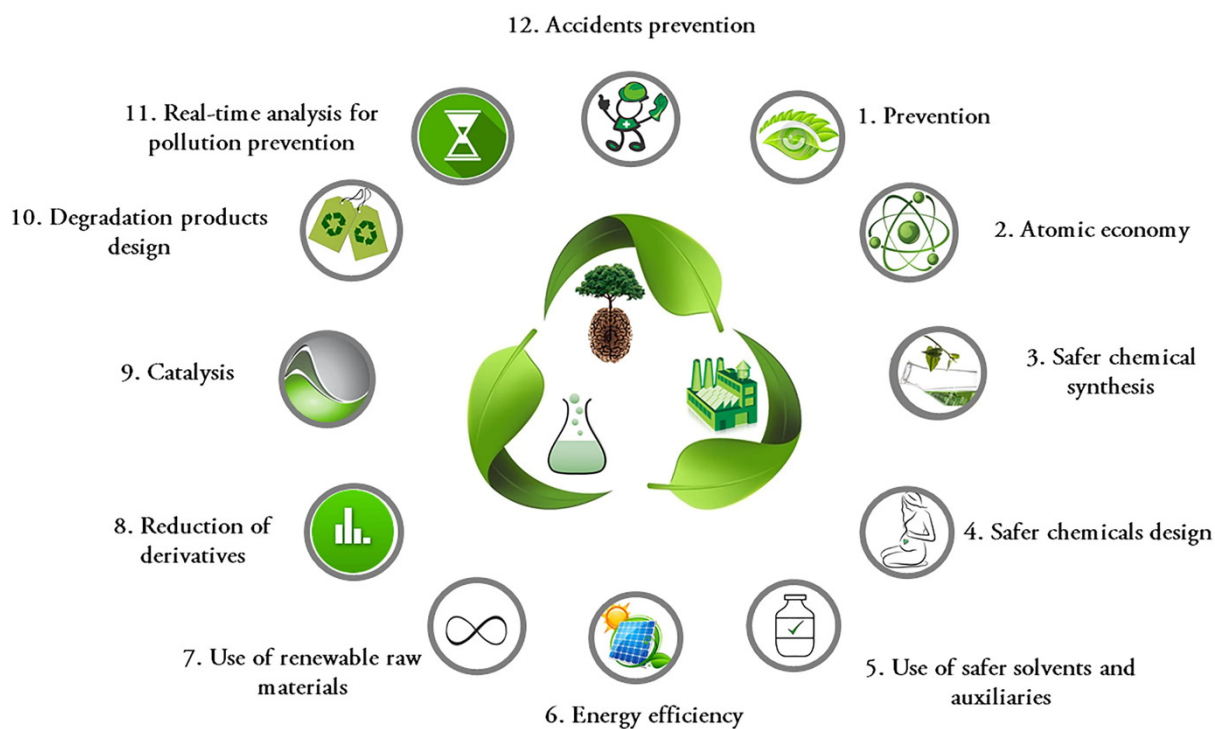 12. Accidents prevention
1. Prevention
2. Atomic economy
3. Safer chemical
synthesis
4. Safer chemicals design
5. Use of safer solvents and
auxiliaries
6. Energy efficiency
7. Use of renewable raw
materials
8. Reduction of
derivatives
9. Catalysis
10. Degradation products
design
11. Real-time analysis for
pollution prevention